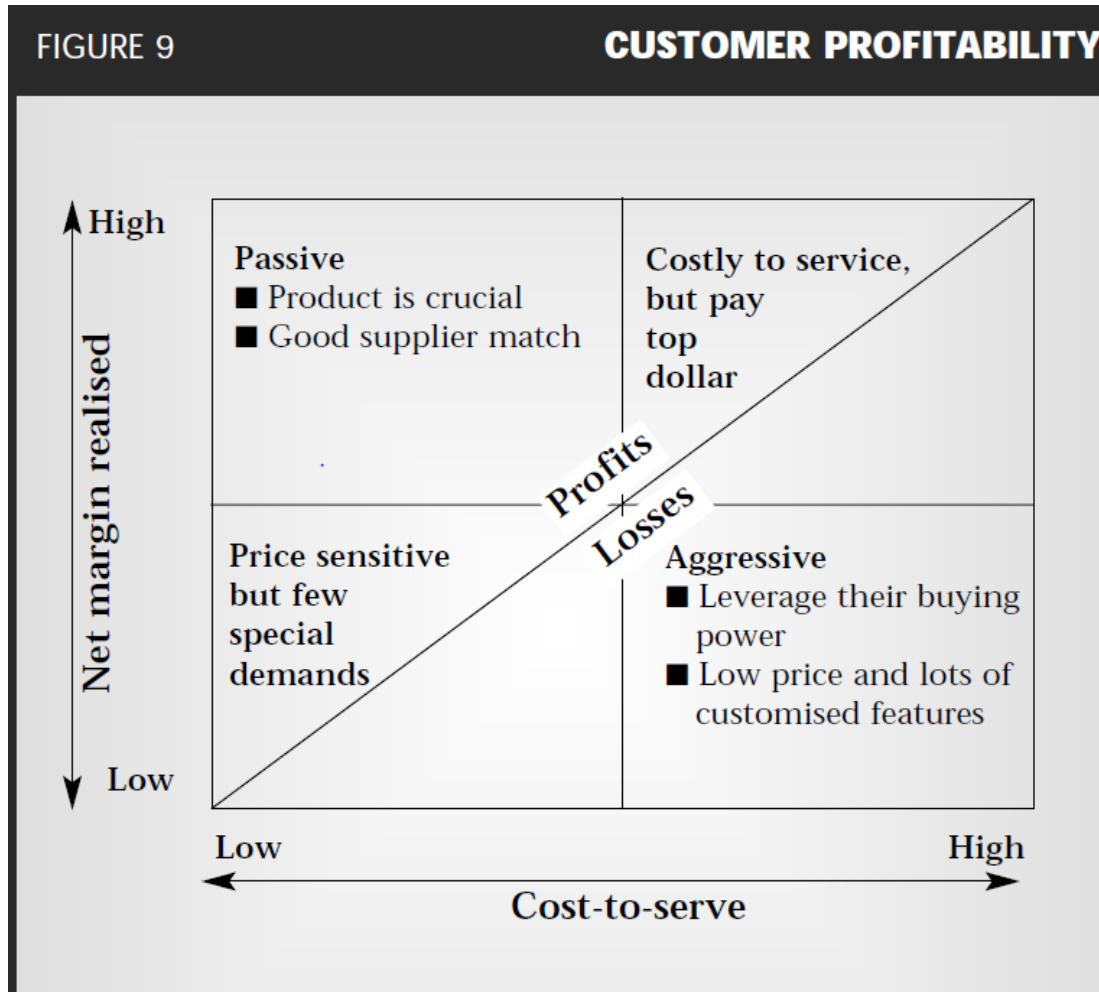 FIGURE 9
CUSTOMER PROFITABILITY
High
Net margin realised
Low
Passive
■ Product is crucial
■ Good supplier match
Costly to service,
but pay
top
dollar
Profits
Losses
Price sensitive
but few
special
demands
Aggressive
■ Leverage their buying
power
■ Low price and lots of
customised features
Low
High
Cost-to-serve